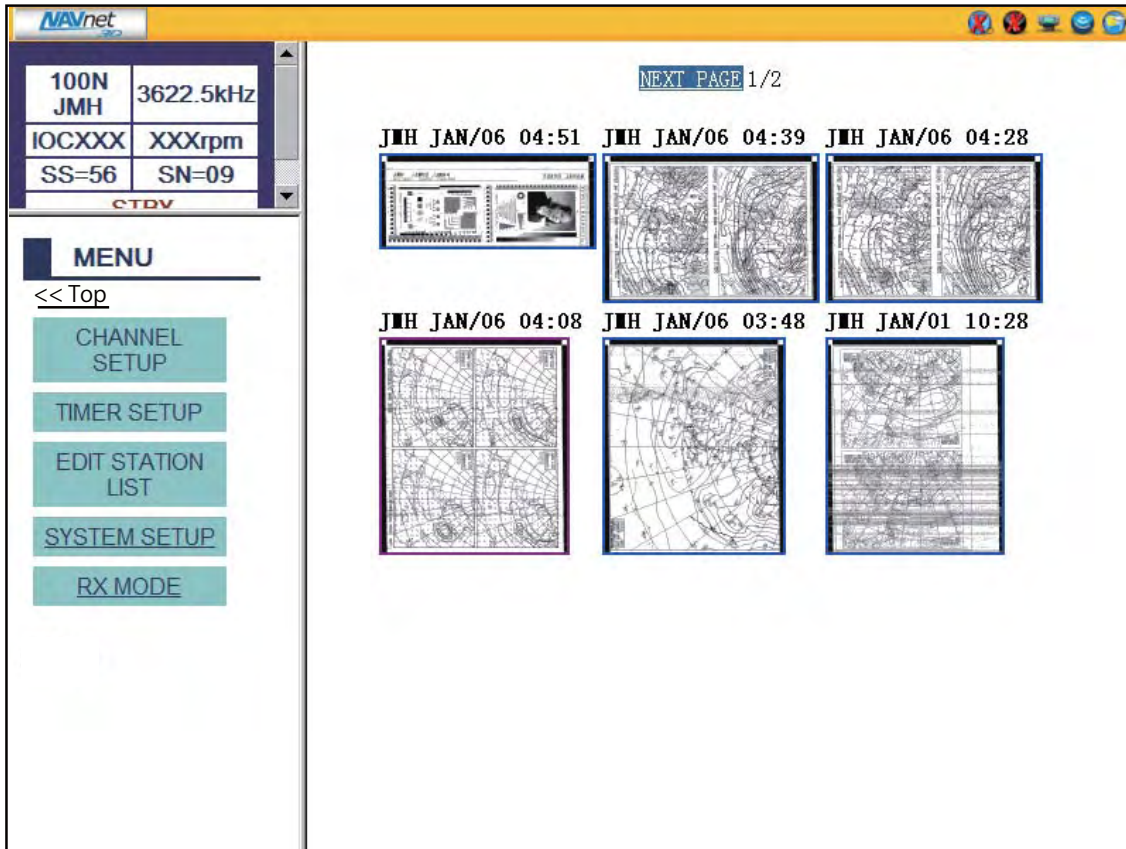 NAVnet
3D
100N
JMH
3622.5kHz
IOCXXX
XXXrpm
SS=56
SN=09
STBY
MENU
<< Top
CHANNEL
SETUP
TIMER SETUP
EDIT STATION
LIST
SYSTEM SETUP
RX MODE
NEXT PAGE 1/2
JMH JAN/06 04:51
JMH JAN/06 04:39
JMH JAN/06 04:28
JMH JAN/06 04:08
JMH JAN/06 03:48
JMH JAN/01 10:28